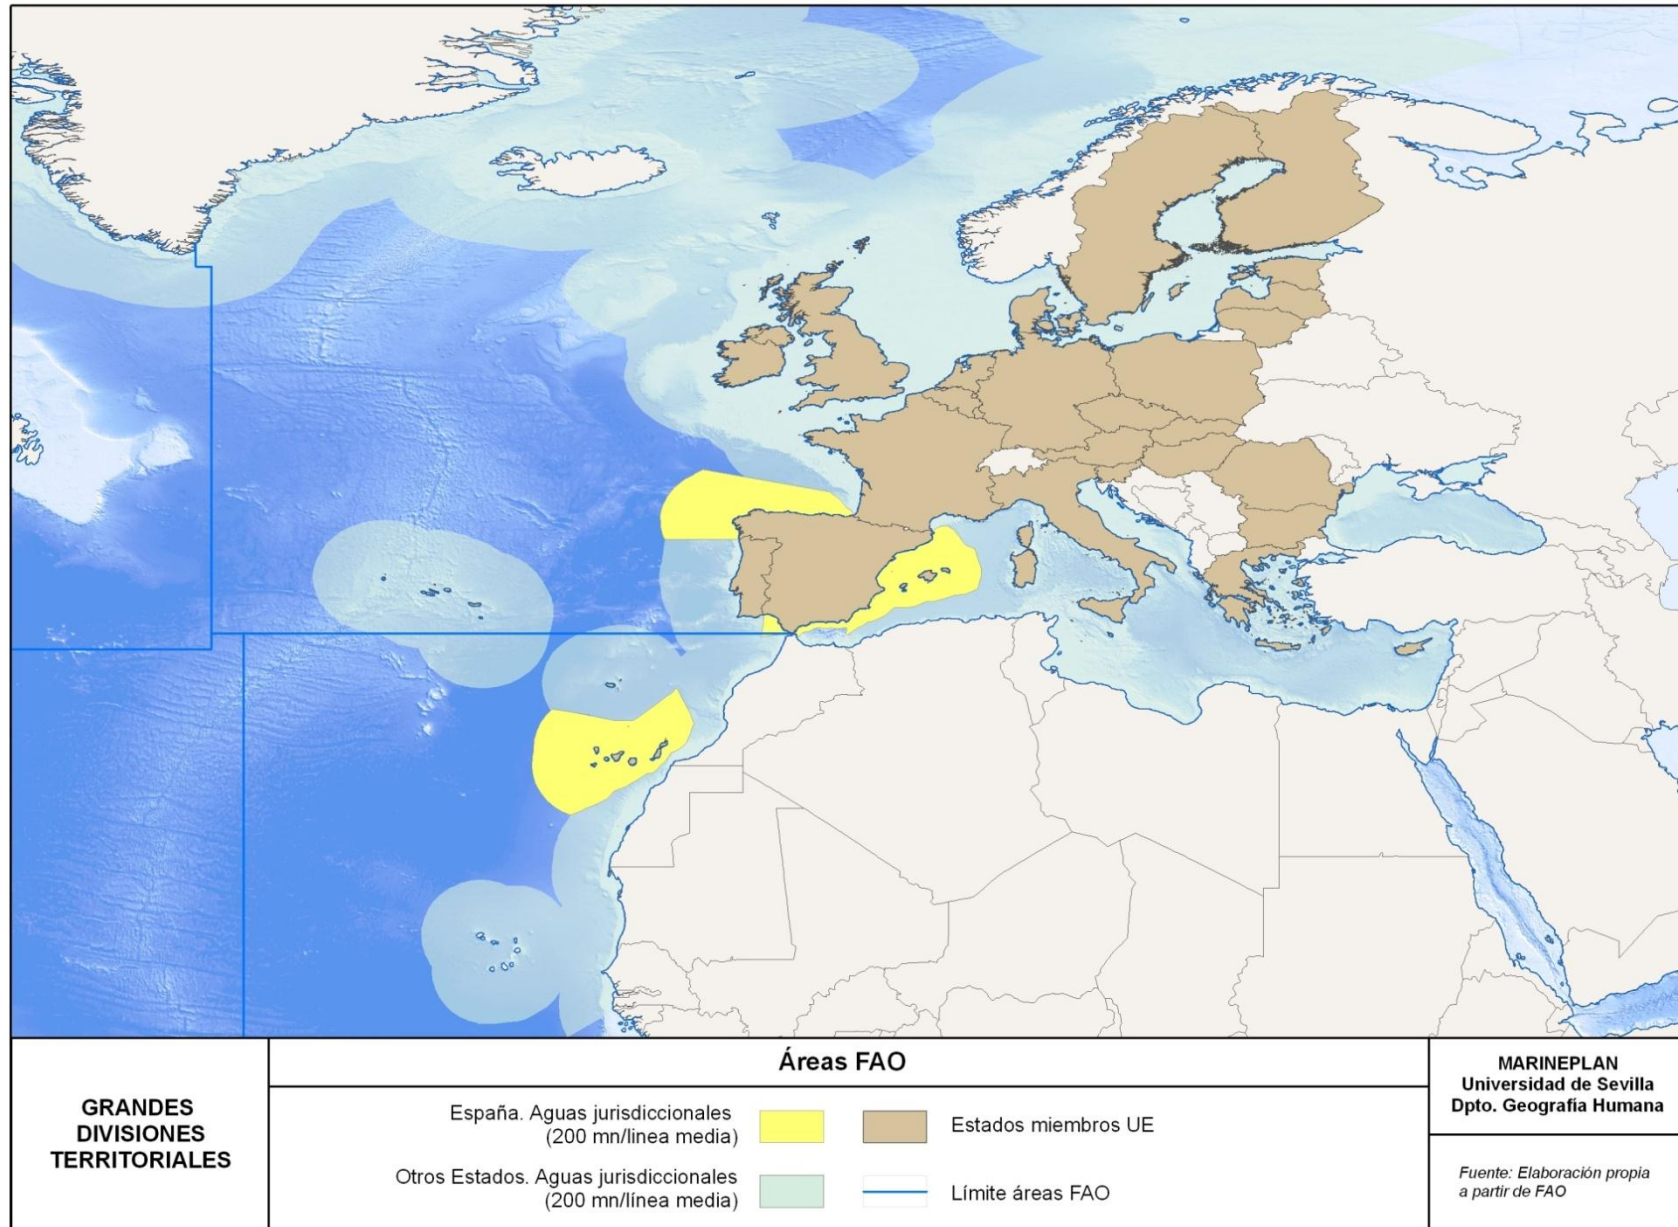 GRANDES
DIVISIONES
TERRITORIALES
Áreas FAO
España. Aguas jurisdiccionales
(200 mn/linea media)
Estados miembros UE
Otros Estados. Aguas jurisdiccionales
(200 mn/línea media)
Límite áreas FAO
MARINEPLAN
Universidad de Sevilla
Dpto. Geografía Humana
Fuente: Elaboración propia
a partir de FAO